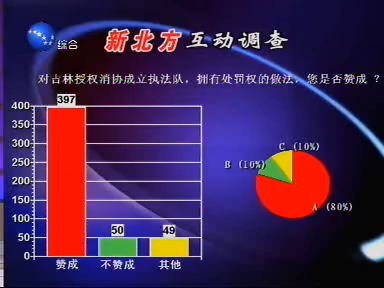 综合
新北方 互动调查
对吉林授权消协成立执法队，拥有处罚权的做法，您是否赞成？
400
350
300
250
200
150
100
50
0
397
50
49
赞成
不赞成
其他
C (10%)
B (10%)
A (80%)